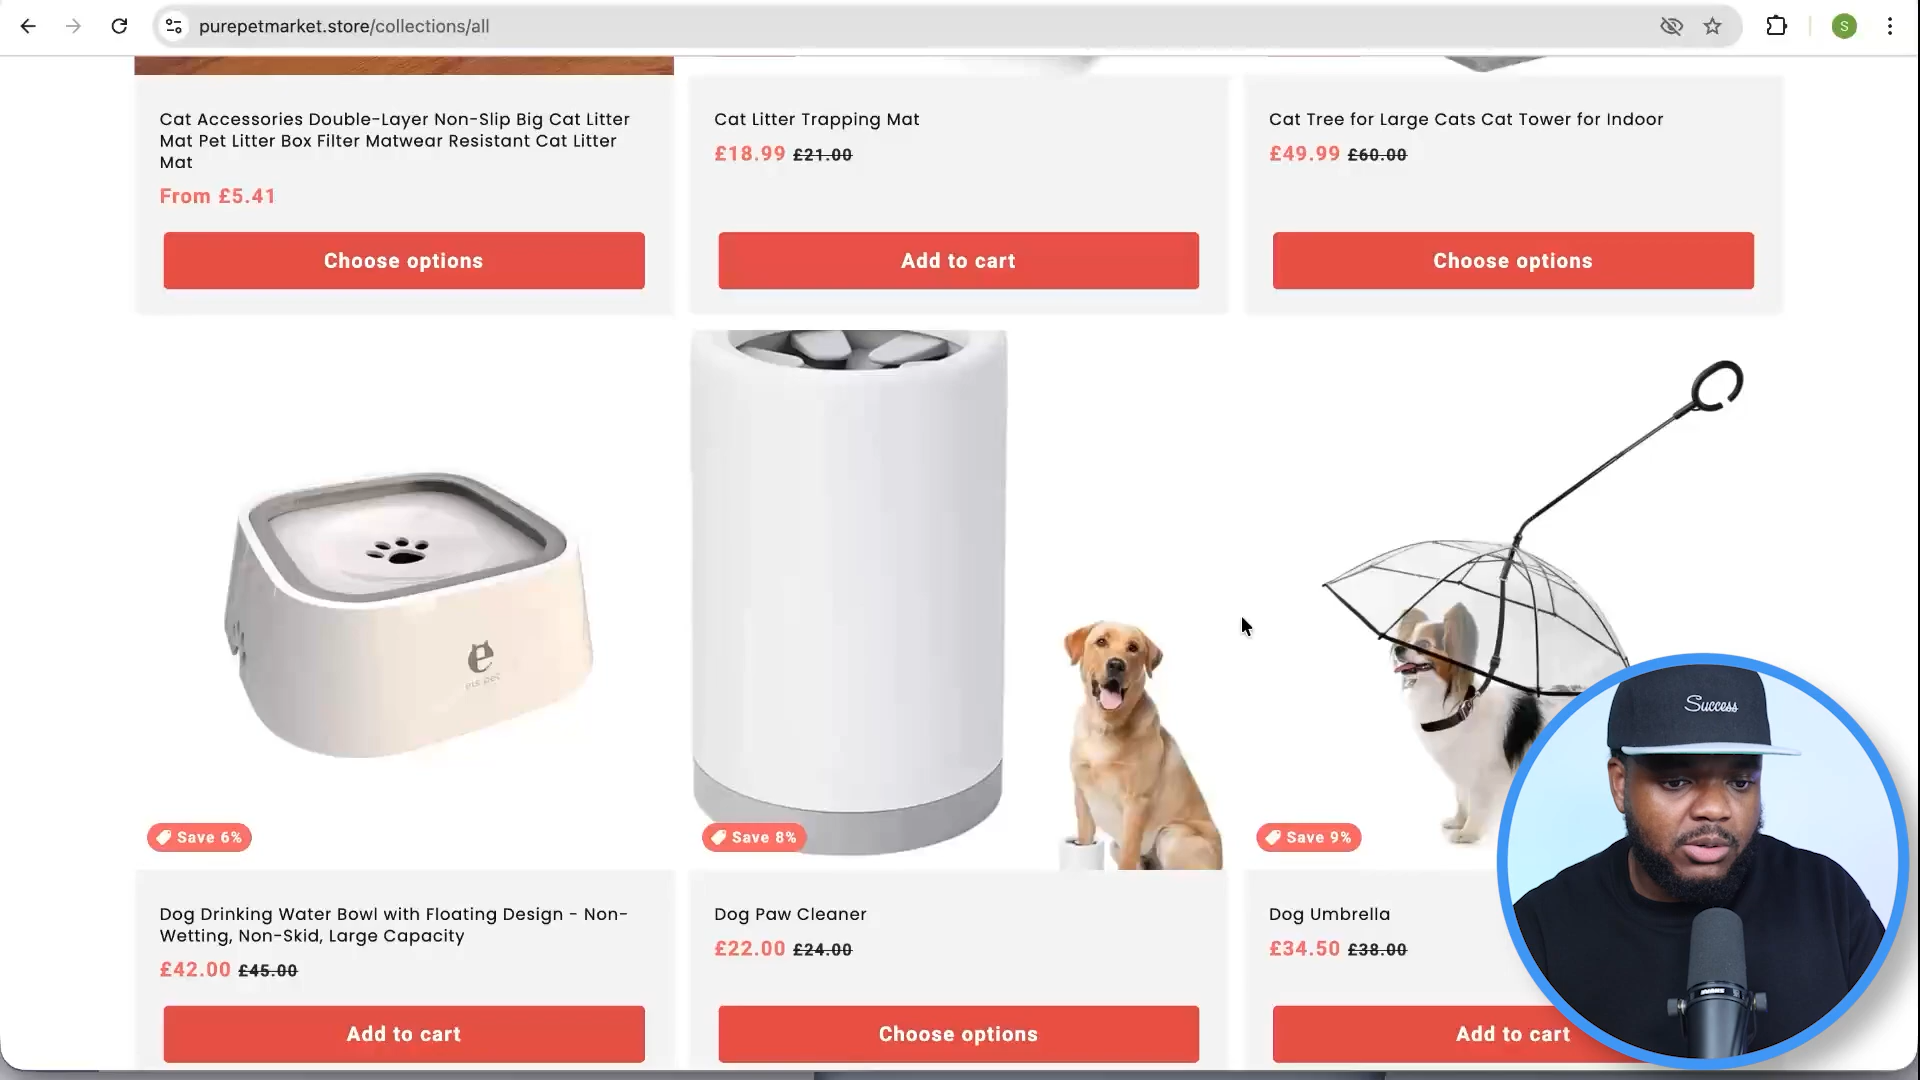 purepetmarket.store/collections/all
S
Cat Accessories Double-Layer Non-Slip Big Cat Litter
Mat Pet Litter Box Filter Matwear Resistant Cat Litter
Mat
From £5.41
Choose options
Cat Litter Trapping Mat
£18.99 £21.00
Add to cart
Cat Tree for Large Cats Cat Tower for Indoor
£49.99 £60.00
Choose options
Save 6%
Dog Drinking Water Bowl with Floating Design - Non-
Wetting, Non-Skid, Large Capacity
£42.00 £45.00
Add to cart
Save 8%
Dog Paw Cleaner
£22.00 £24.00
Choose options
Save 9%
Dog Umbrella
£34.50 £38.00
Add to cart
Success